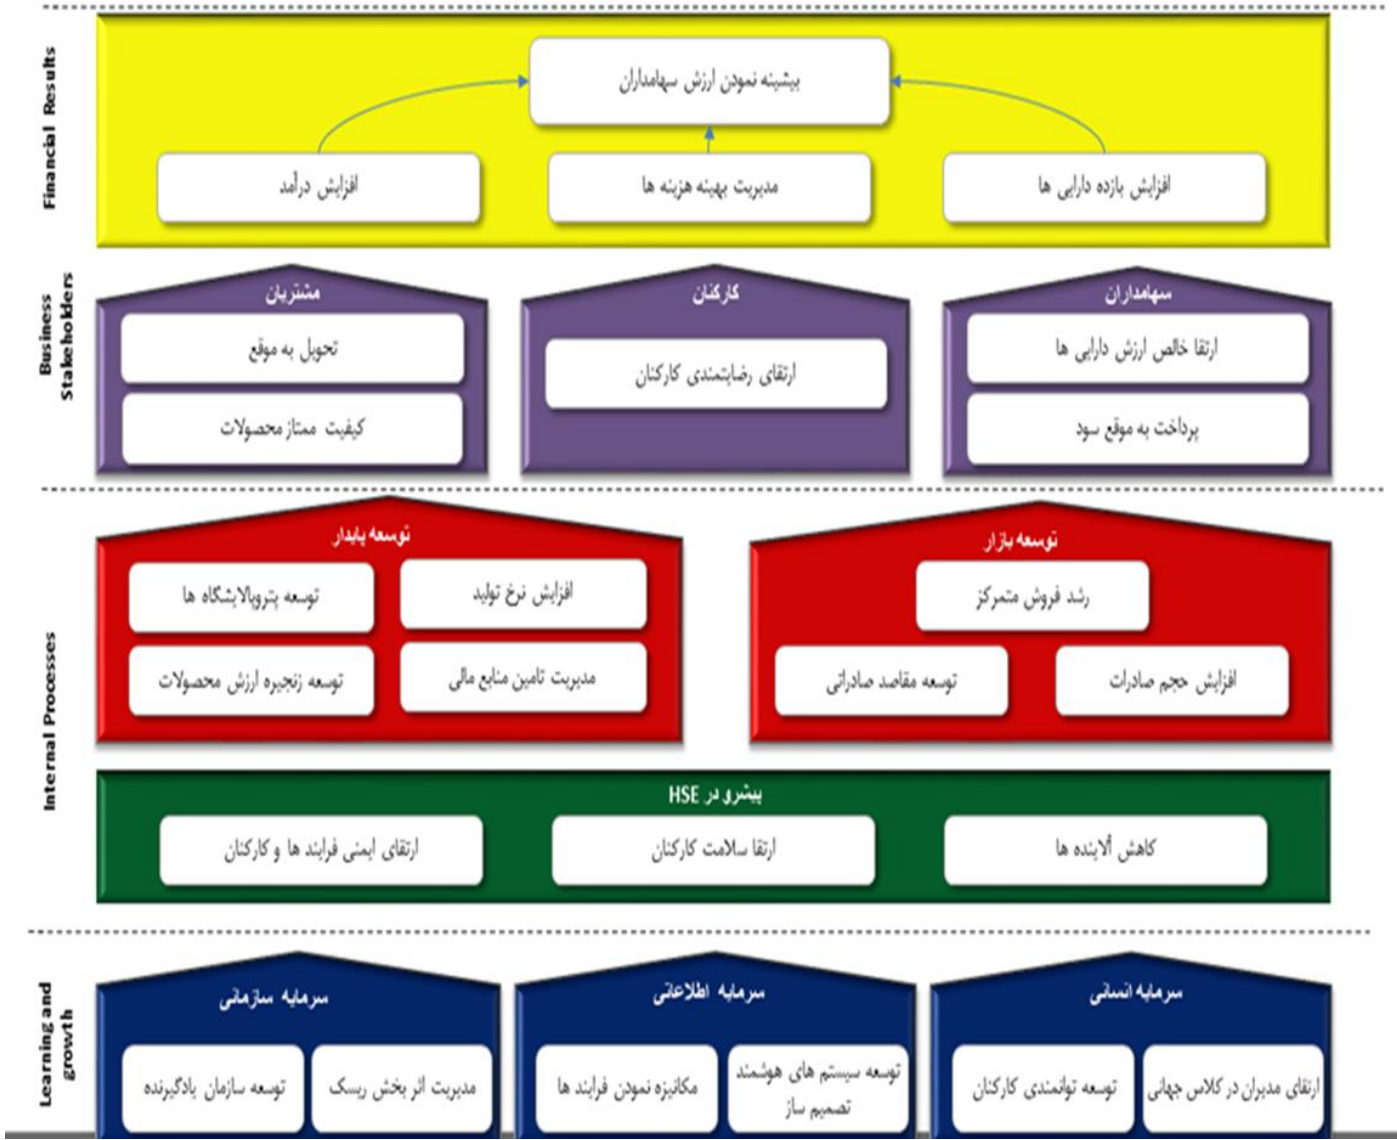 Financial Results
بیشینه نمودن ارزش سهامداران
افزایش بازده دارایی ها
مدیریت بهینه هزینه ها
افزایش درآمد
Business
Stakeholders
سهامداران
ارتقا خالص ارزش دارایی ها
پرداخت به موقع سود
کارکنان
ارتقای رضایتمندی کارکنان
مشتریان
تحویل به موقع
کیفیت ممتاز محصولات
Internal Processes
توسعه بازار
رشد فروش متمرکز
افزایش حجم صادرات
توسعه مقاصد صادراتی
توسعه پایدار
افزایش نرخ تولید
توسعه پتروپالایشگاه ها
مدیریت تامین منابع مالی
توسعه زنجیره ارزش محصولات
پیشرو در HSE
کاهش آلاینده ها
ارتقا سلامت کارکنان
ارتقای ایمنی فرایند ها و کارکنان
Learning and
growth
سرمایه انسانی
ارتقای مدیران در کلاس جهانی
توسعه توانمندی کارکنان
سرمایه اطلاعاتی
توسعه سیستم های هوشمند
تصمیم ساز
مکانیزه نمودن فرایند ها
سرمایه سازمانی
مدیریت اثر بخش ریسک
توسعه سازمان یادگیرنده